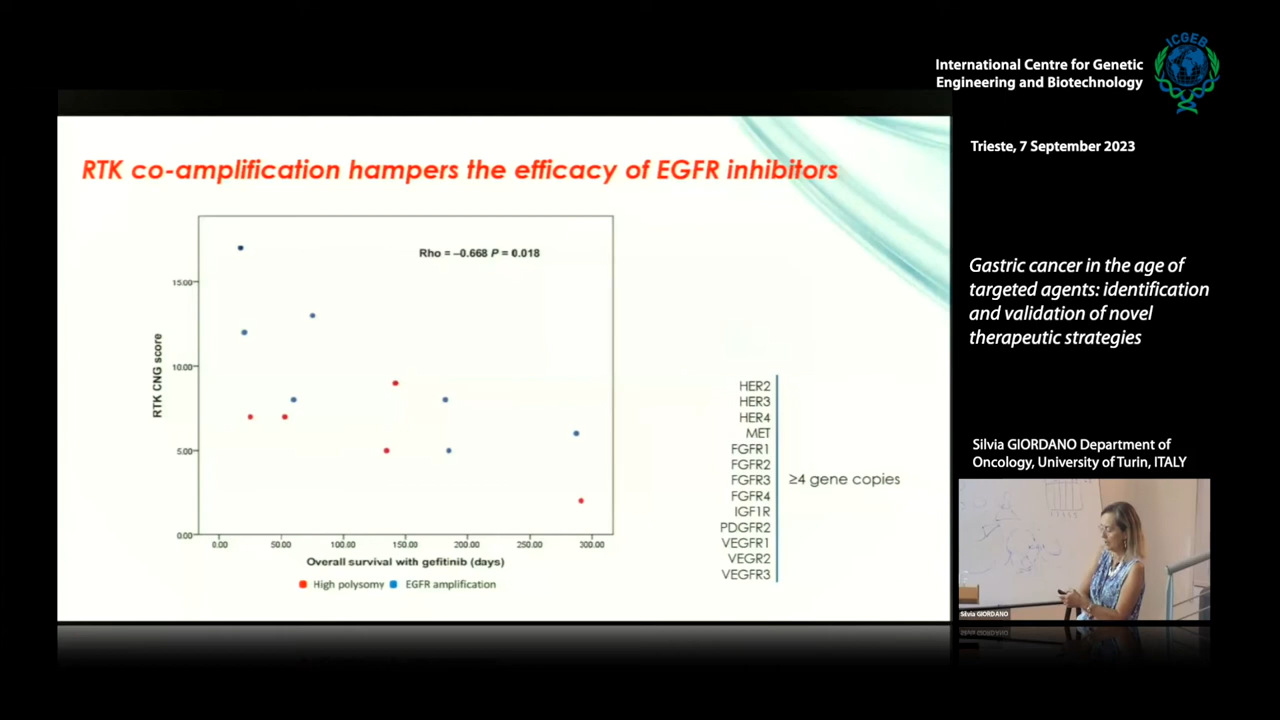 ICGEB
International Centre for Genetic
Engineering and Biotechnology
Trieste, 7 September 2023
RTK co-amplification hampers the efficacy of EGFR inhibitors
Rho = –0.668 P = 0.018
RTK CNG score
15.00
10.00
5.00
0.00
0.00 50.00 100.00 150.00 200.00 250.00 300.00
Overall survival with gefitinib (days)
High polysomy EGFR amplification
HER2
HER3
HER4
MET
FGFR1
FGFR2
FGFR3
FGFR4
IGF1R
PDGFR2
VEGFR1
VEGR2
VEGFR3
≥4 gene copies
Gastric cancer in the age of
targeted agents: identification
and validation of novel
therapeutic strategies
Silvia GIORDANO Department of
Oncology, University of Turin, ITALY
Silvia GIORDANO